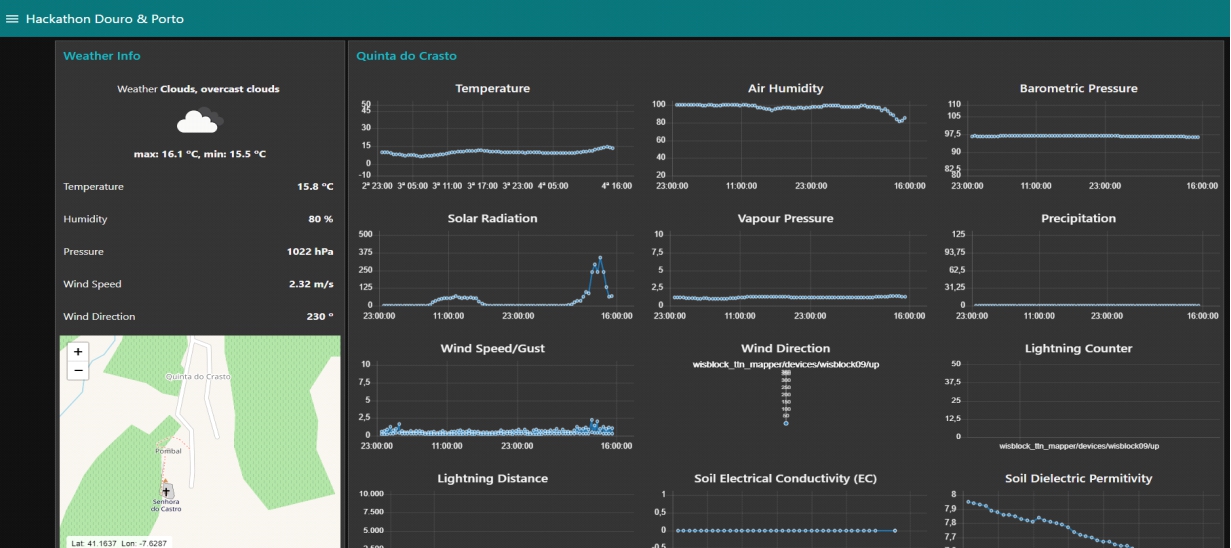 Hackathon Douro & Porto
Weather Info
Weather Clouds, overcast clouds
max: 16.1 ºC, min: 15.5 ºC
Temperature 15.8 ºC
Humidity 80 %
Pressure 1022 hPa
Wind Speed 2.32 m/s
Wind Direction 230 º
+
−
Quinta do Crasto
Pombal
Senhora
do Castro
Lat: 41.1637 Lon: -7.6287
Quinta do Crasto
Temperature
50
45
30
15
0
-10
2ª 23:00 3ª 05:00 3ª 11:00 3ª 17:00 3ª 23:00 4ª 05:00 4ª 16:00
Air Humidity
100
80
60
40
20
23:00:00 11:00:00 23:00:00 16:00:00
Barometric Pressure
110
105
97,5
90
82,5
80
23:00:00 11:00:00 23:00:00 16:00:00
Solar Radiation
500
375
250
125
0
23:00:00 11:00:00 23:00:00 16:00:00
Vapour Pressure
10
7,5
5
2,5
0
23:00:00 11:00:00 23:00:00 16:00:00
Precipitation
125
93,75
62,5
31,25
0
23:00:00 11:00:00 23:00:00 16:00:00
Wind Speed/Gust
10
7,5
5
2,5
0
23:00:00 11:00:00 23:00:00 16:00:00
Wind Direction
wisblock_ttn_mapper/devices/wisblock09/up
300
250
200
150
100
50
Lightning Counter
50
37,5
25
12,5
0
wisblock_ttn_mapper/devices/wisblock09/up
Lightning Distance
10.000
7.500
5.000
2.500
Soil Electrical Conductivity (EC)
1
0,5
0
-0,5
Soil Dielectric Permitivity
8
7,9
7,8
7,7